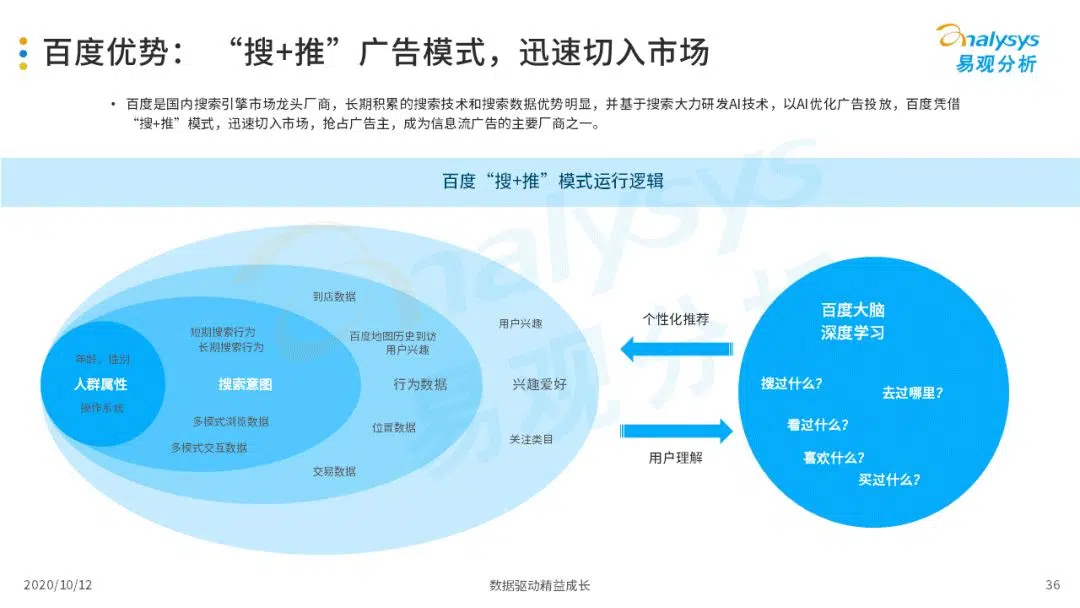 百度优势：“搜+推”广告模式，迅速切入市场
analysys
易观分析
• 百度是国内搜索引擎市场龙头厂商，长期积累的搜索技术和搜索数据优势明显，并基于搜索大力研发AI技术，以AI优化广告投放，百度凭借
“搜+推”模式，迅速切入市场，抢占广告主，成为信息流广告的主要厂商之一。
百度“搜+推”模式运行逻辑
年龄、性别
人群属性
操作系统
短期搜索行为
长期搜索行为
搜索意图
多模式浏览数据
多模式交互数据
到店数据
百度地图历史到访
用户兴趣
行为数据
位置数据
交易数据
用户兴趣
兴趣爱好
关注类目
个性化推荐
用户理解
百度大脑
深度学习
搜过什么？
去过哪里？
看过什么？
喜欢什么？
买过什么？
analysys
易观分析
2020/10/12
数据驱动精益成长
36